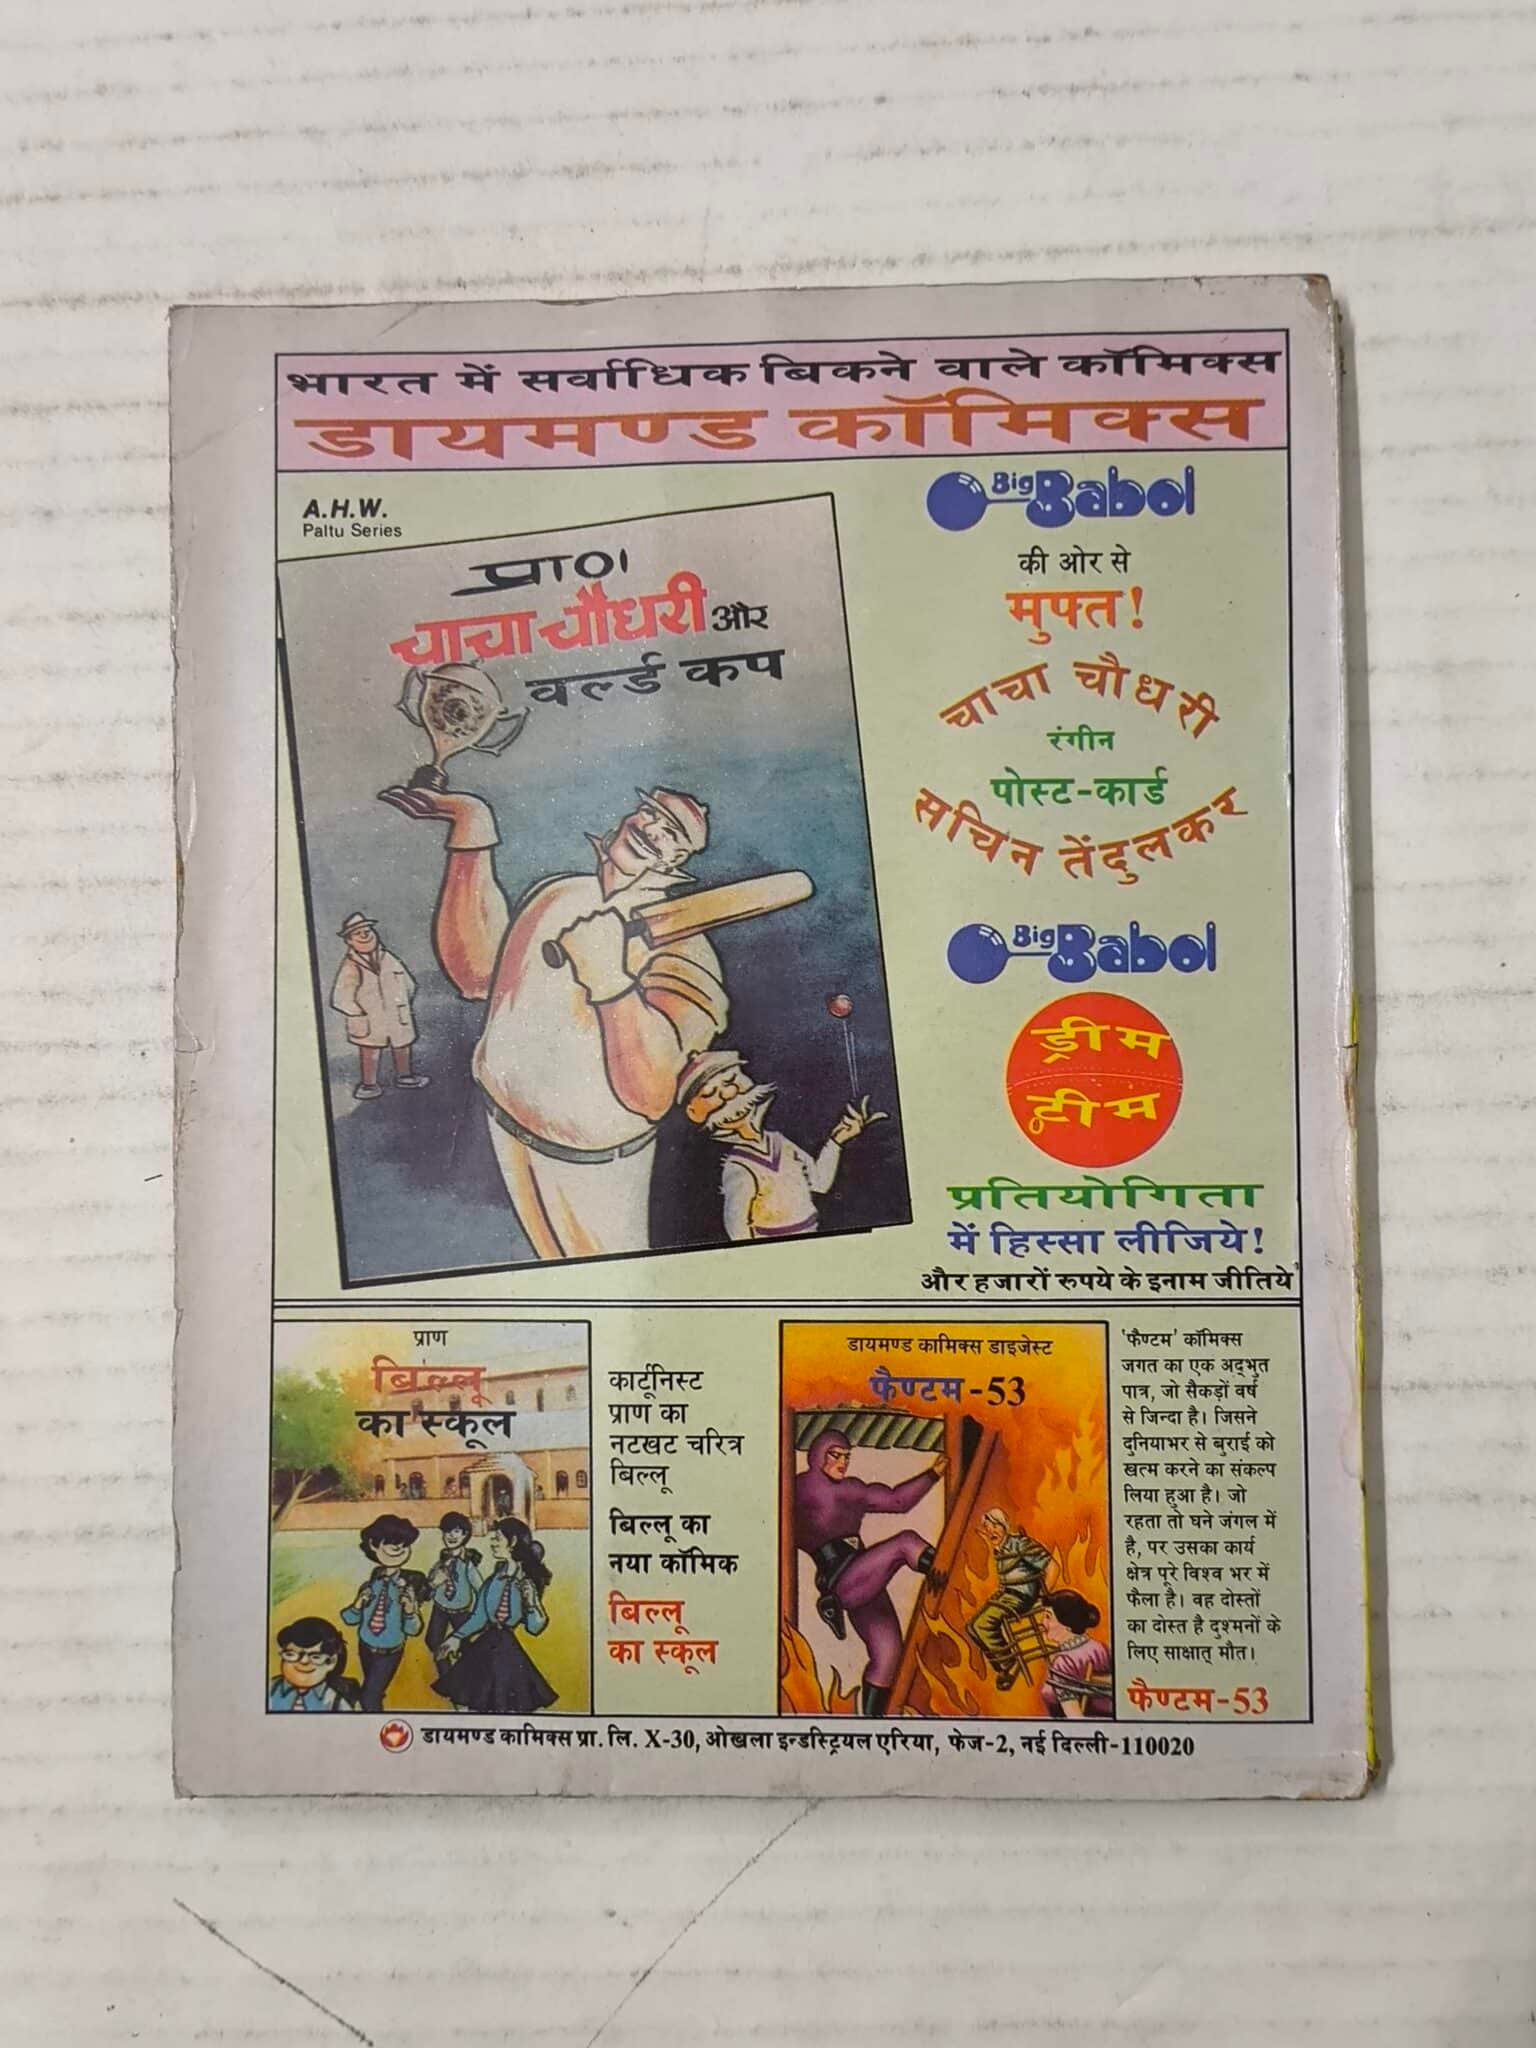 भारत में सर्वाधिक बिकने वाले कॉमिक्स
डायमण्ड कॉमिक्स
A.H.W.
Paltu Series
प्राण
चाचा चौधरी और
वर्ल्ड कप
Big Babol
की ओर से
मुफ्त!
चाचा चौधरी
रंगीन
पोस्ट-कार्ड
सचिन तेंदुलकर
Big Babol
ड्रीम
टीम
प्रतियोगिता
में हिस्सा लीजिये!
और हजारों रुपये के इनाम जीतिये
प्राण
बिल्लू
का स्कूल
कार्टूनिस्ट
प्राण का
नटखट चरित्र
बिल्लू
बिल्लू का
नया कॉमिक
बिल्लू
का स्कूल
डायमण्ड कामिक्स डाइजेस्ट
फैण्टम-53
'फैण्टम' कॉमिक्स
जगत का एक अद्भुत
पात्र, जो सैकड़ों वर्ष
से जिन्दा है। जिसने
दुनियाभर से बुराई को
खत्म करने का संकल्प
लिया हुआ है। जो
रहता तो घने जंगल में
है, पर उसका कार्य
क्षेत्र पूरे विश्व भर में
फैला है। वह दोस्तों
का दोस्त है दुश्मनों के
लिए साक्षात् मौत।
फैण्टम-53
डायमण्ड कामिक्स प्रा. लि. X-30, ओखला इन्डस्ट्रियल एरिया, फेज-2, नई दिल्ली-110020